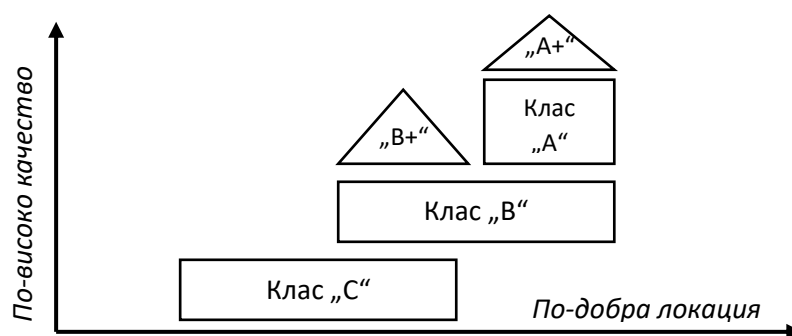 „A+“
Клас
„A“
„B+“
Клас „B“
Клас „C“
По-високо качество
По-добра локация